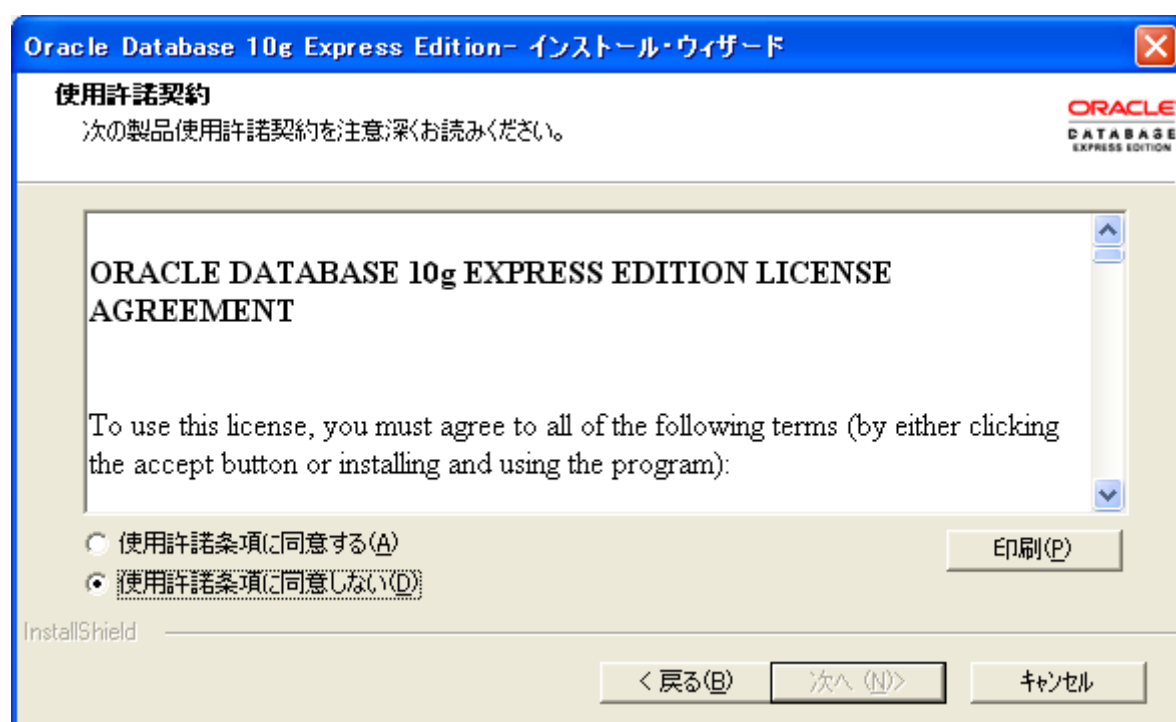 Oracle Database 10g Express Edition- インストール・ウィザード
使用許諾契約
次の製品使用許諾契約を注意深くお読みください。
ORACLE
DATABASE
EXPRESS EDITION
ORACLE DATABASE 10g EXPRESS EDITION LICENSE
AGREEMENT
To use this license, you must agree to all of the following terms (by either clicking
the accept button or installing and using the program):
使用許諾条項に同意する(A)
使用許諾条項に同意しない(D)
印刷(P)
InstallShield
< 戻る(B)
次へ (N)>
キャンセル